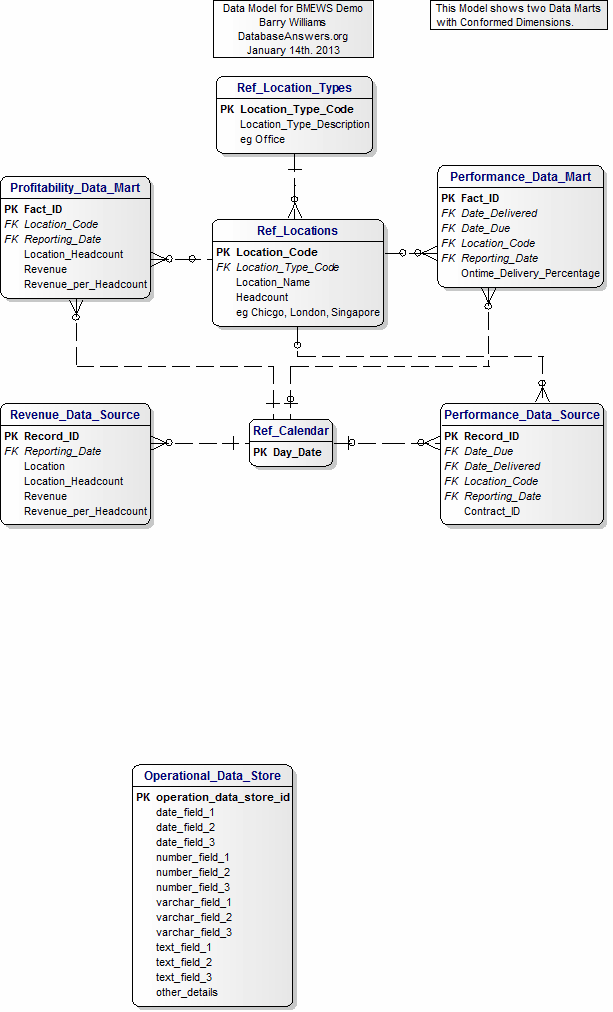 Data Model for BMEWS Demo
Barry Williams
DatabaseAnswers.org
January 14th. 2013
This Model shows two Data Marts
with Conformed Dimensions.
Ref_Location_Types
PK Location_Type_Code
Location_Type_Description
eg Office
Profitability_Data_Mart
PK Fact_ID
FK Location_Code
FK Reporting_Date
Location_Headcount
Revenue
Revenue_per_Headcount
Ref_Locations
PK Location_Code
FK Location_Type_Code
Location_Name
Headcount
eg Chicgo, London, Singapore
Performance_Data_Mart
PK Fact_ID
FK Date_Delivered
FK Date_Due
FK Location_Code
FK Reporting_Date
Ontime_Delivery_Percentage
Revenue_Data_Source
PK Record_ID
FK Reporting_Date
Location
Location_Headcount
Revenue
Revenue_per_Headcount
Ref_Calendar
PK Day_Date
Performance_Data_Source
PK Record_ID
FK Date_Due
FK Date_Delivered
FK Location_Code
FK Reporting_Date
Contract_ID
Operational_Data_Store
PK operation_data_store_id
date_field_1
date_field_2
date_field_3
number_field_1
number_field_2
number_field_3
varchar_field_1
varchar_field_2
varchar_field_3
text_field_1
text_field_2
text_field_3
other_details